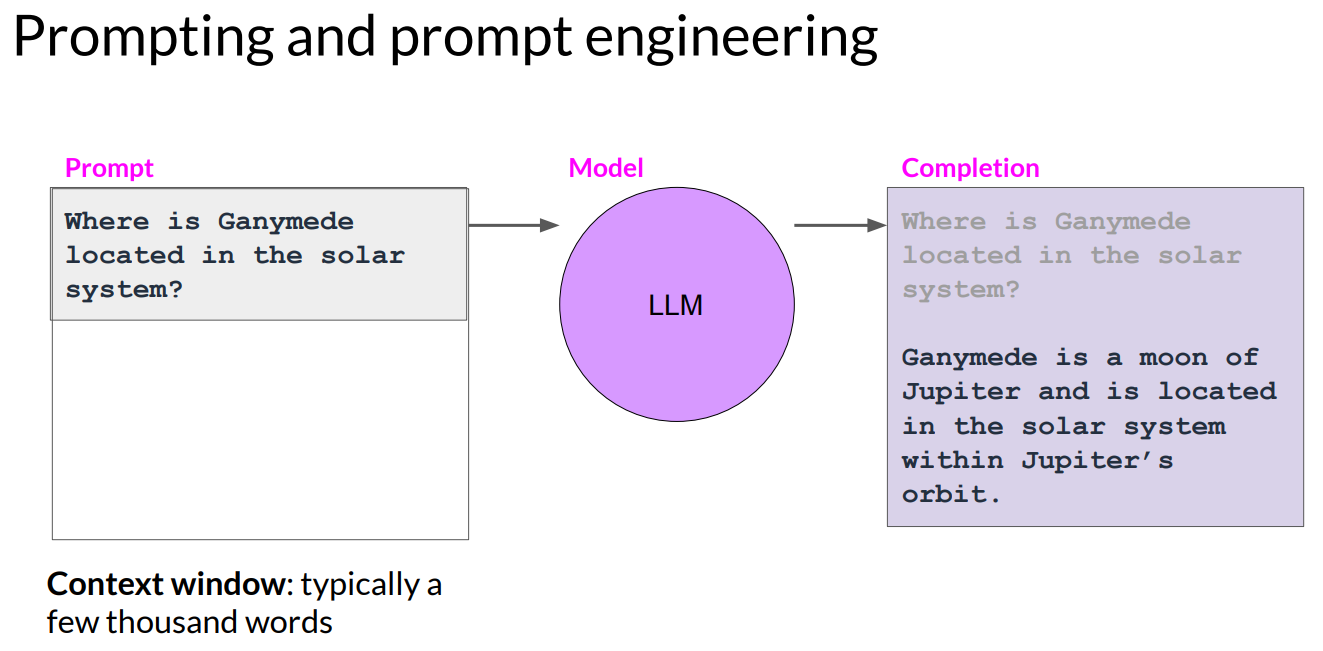 Prompting and prompt engineering
Prompt
Where is Ganymede
located in the solar
system?
Context window: typically a
few thousand words
Model
LLM
Completion
Where is Ganymede
located in the solar
system?
Ganymede is a moon of
Jupiter and is located
in the solar system
within Jupiter’s
orbit.